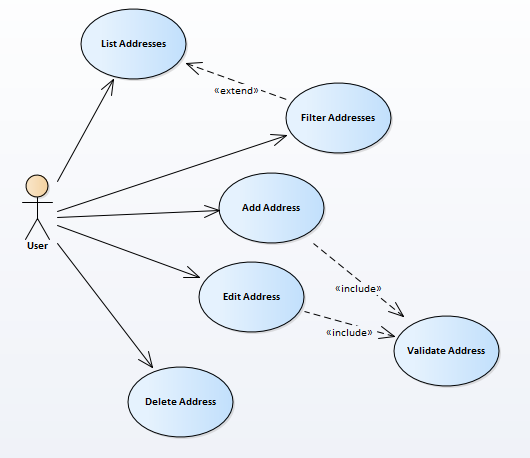 List Addresses
«extend»
Filter Addresses
Add Address
User
«include»
Edit Address
«include»
Validate Address
Delete Address